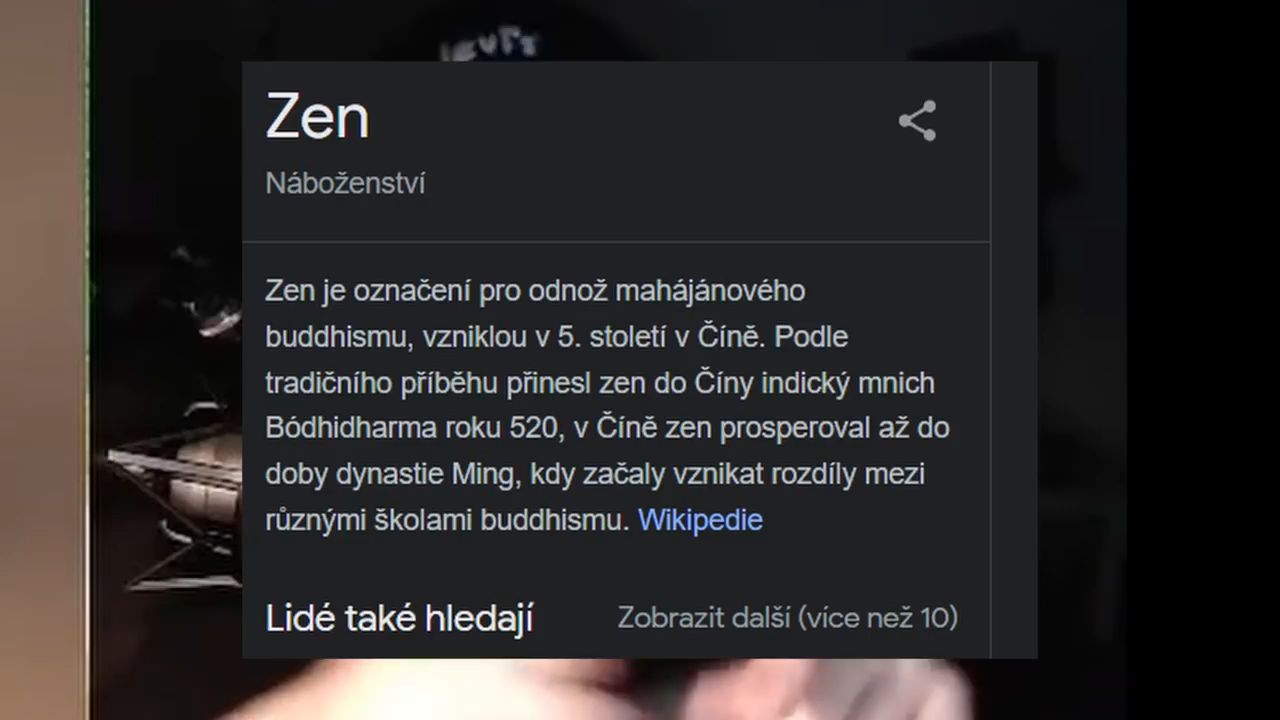 Zen
Náboženství
Zen je označení pro odnož mahájánového
buddhismu, vzniklou v 5. století v Číně. Podle
tradičního příběhu přinesl zen do Číny indický mnich
Bódhidharma roku 520, v Číně zen prosperoval až do
doby dynastie Ming, kdy začaly vznikat rozdíly mezi
různými školami buddhismu. Wikipedie
Lidé také hledají
Zobrazit další (více než 10)